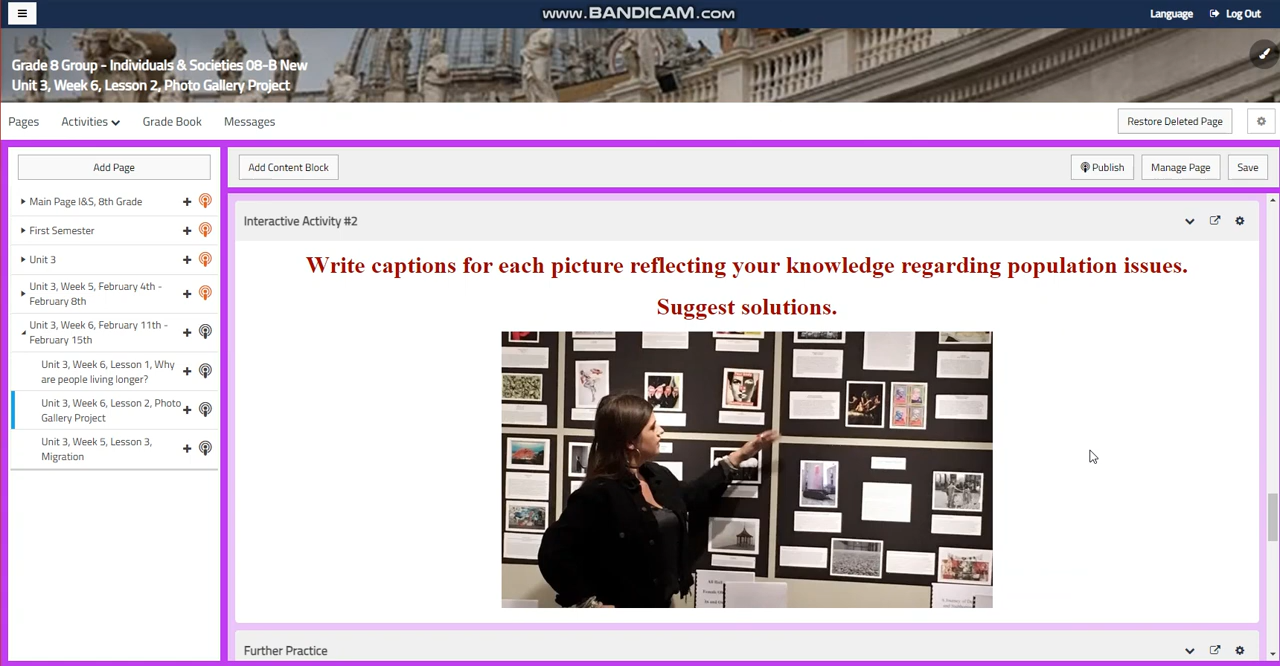 www.BANDICAM.com
Language
Log Out
Grade 8 Group - Individuals & Societies 08-B New
Unit 3, Week 6, Lesson 2, Photo Gallery Project
Pages
Activities
Grade Book
Messages
Restore Deleted Page
Add Page
Add Content Block
Publish
Manage Page
Save
Main Page I&S, 8th Grade
First Semester
Unit 3
Unit 3, Week 5, February 4th -
February 8th
Unit 3, Week 6, February 11th -
February 15th
Unit 3, Week 6, Lesson 1, Why
are people living longer?
Unit 3, Week 6, Lesson 2, Photo
Gallery Project
Unit 3, Week 5, Lesson 3,
Migration
Interactive Activity #2
Write captions for each picture reflecting your knowledge regarding population issues.
Suggest solutions.
Further Practice